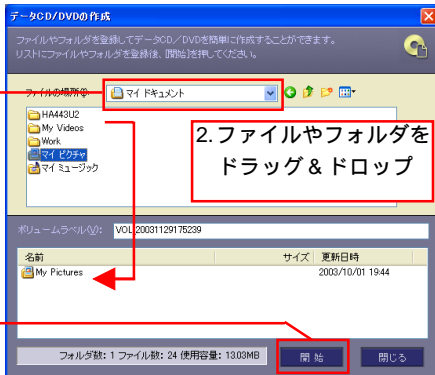 データCD/DVDの作成
ファイルやフォルダを登録してデータCD／DVDを簡単に作成することができます。
リストにファイルやフォルダを登録後、[開始]を押してください。
ファイルの場所(I):
マイ ドキュメント
HA443U2
My Videos
Work
マイ ピクチャ
マイ ミュージック
2.ファイルやフォルダを
ドラッグ＆ドロップ
ボリュームラベル(V): VOL20031129175239
名前 サイズ 更新日時
My Pictures 2003/10/01 19:44
フォルダ数: 1 ファイル数: 24 使用容量: 13.03MB
開 始
閉じる